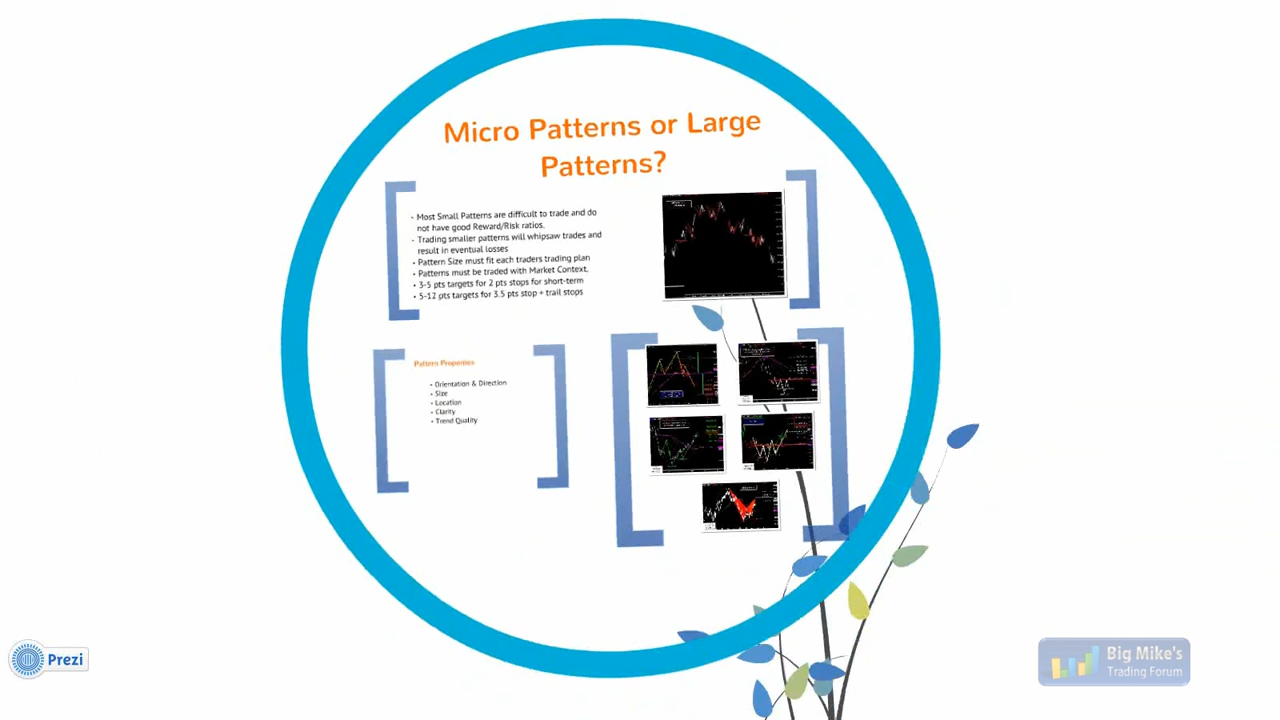 Micro Patterns or Large
Patterns?
- Most Small Patterns are difficult to trade and do
not have good Reward/Risk ratios.
- Trading smaller patterns will whipsaw trades and
result in eventual losses
• Pattern Size must fit each traders trading plan
• Patterns must be traded with Market Context.
• 3-5 pts targets for 2 pts stops for short-term
• 5-12 pts targets for 3.5 pts stop + trail stops
Pattern Properties
• Orientation & Direction
• Size
• Location
• Clarity
• Trend Quality
Prezi
Big Mike's
Trading Forum